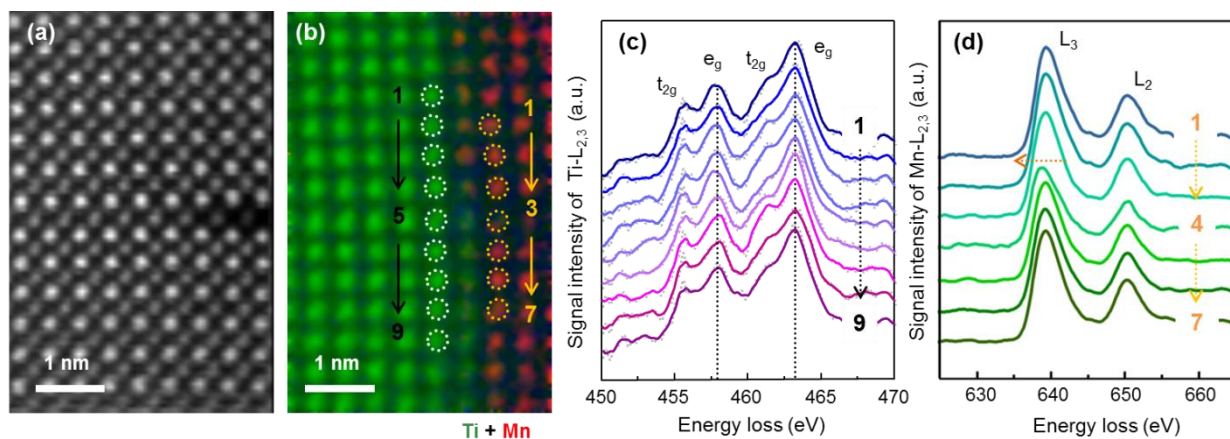 (a)
1 nm
(b)
1
5
9
1
3
7
1 nm
Ti + Mn
(c)
t2g
eg
t2g
eg
1
9
Signal intensity of Ti-L2,3 (a.u.)
450 455 460 465 470
Energy loss (eV)
(d)
L3
L2
1
4
7
Signal intensity of Mn-L2,3 (a.u.)
630 640 650 660
Energy loss (eV)